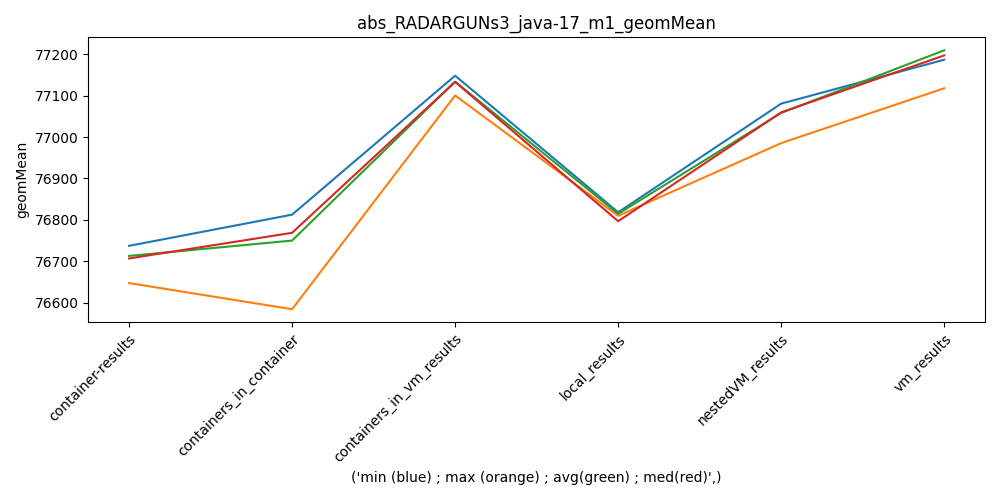 abs_RADARGUNs3_java-17_m1_geomMean
77200
77100
77000
76900
76800
76700
76600
geomMean
container-results
containers_in_container
containers_in_vm_results
local_results
nestedVM_results
vm_results
('min (blue) ; max (orange) ; avg(green) ; med(red)',)